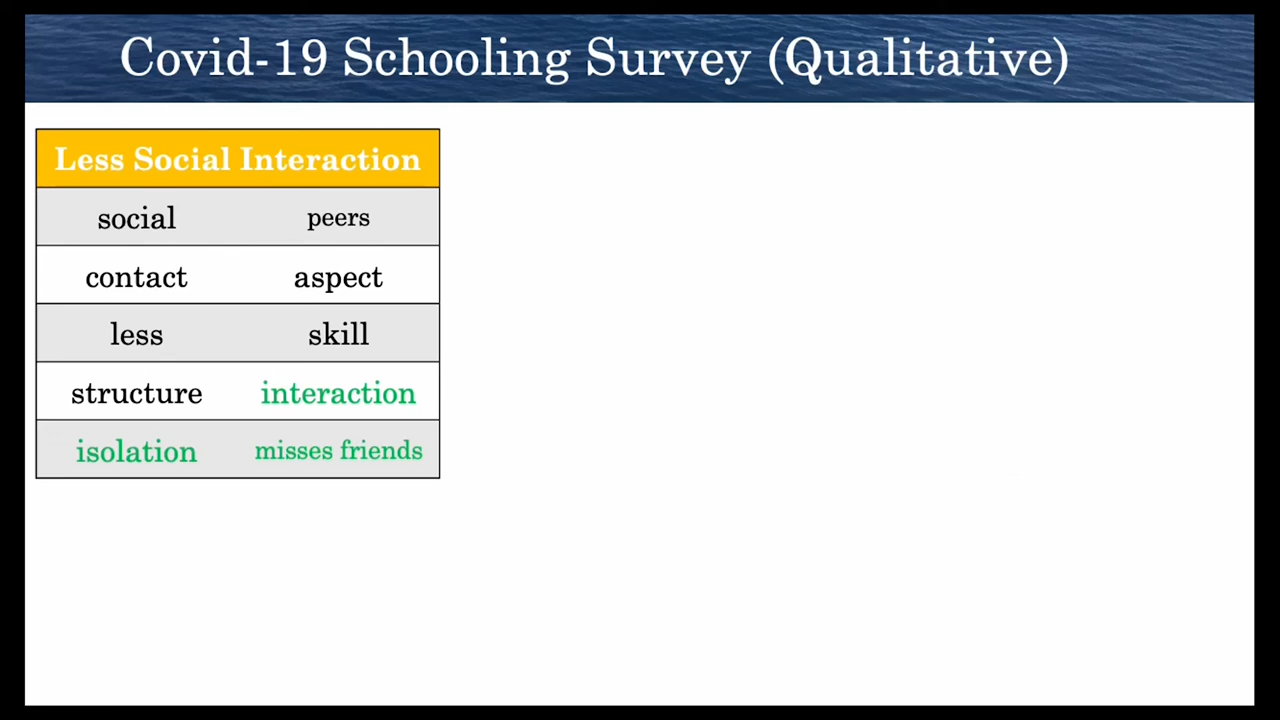 Covid-19 Schooling Survey (Qualitative)
Less Social Interaction
social peers
contact aspect
less skill
structure interaction
isolation misses friends